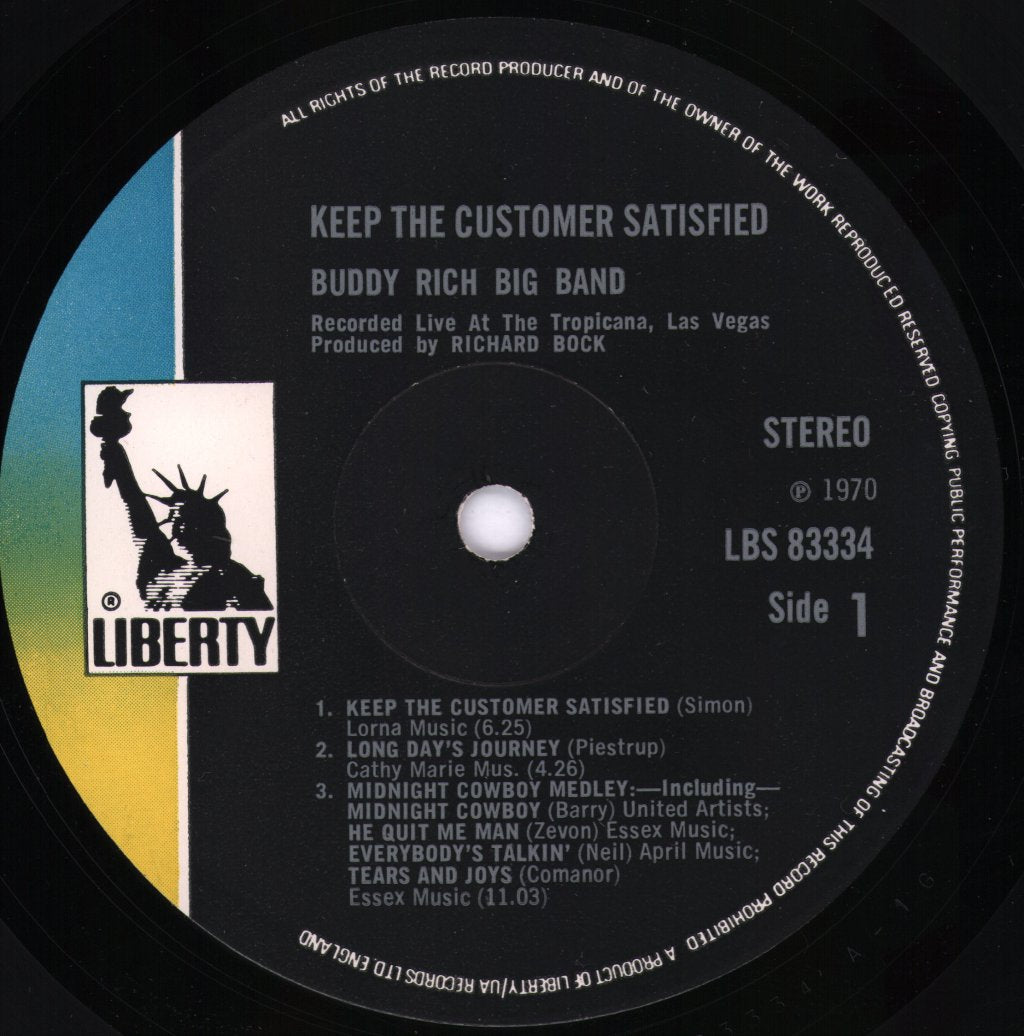 ALL RIGHTS OF THE RECORD PRODUCER AND OF THE OWNER OF THE WORK REPRODUCED RESERVED COPYING PUBLIC PERFORMANCE AND BROADCASTING OF THIS RECORD PROHIBITED A PRODUCT OF LIBERTY/UA RECORDS LTD ENGLAND
KEEP THE CUSTOMER SATISFIED
BUDDY RICH BIG BAND
Recorded Live At The Tropicana, Las Vegas
Produced by RICHARD BOCK
STEREO
℗ 1970
LBS 83334
Side 1
®
LIBERTY
1. KEEP THE CUSTOMER SATISFIED (Simon)
Lorna Music (6.25)
2. LONG DAY'S JOURNEY (Piestrup)
Cathy Marie Mus. (4.26)
3. MIDNIGHT COWBOY MEDLEY:—Including—
MIDNIGHT COWBOY (Barry) United Artists;
HE QUIT ME MAN (Zevon) Essex Music;
EVERYBODY'S TALKIN' (Neil) April Music;
TEARS AND JOYS (Comanor)
Essex Music (11.03)